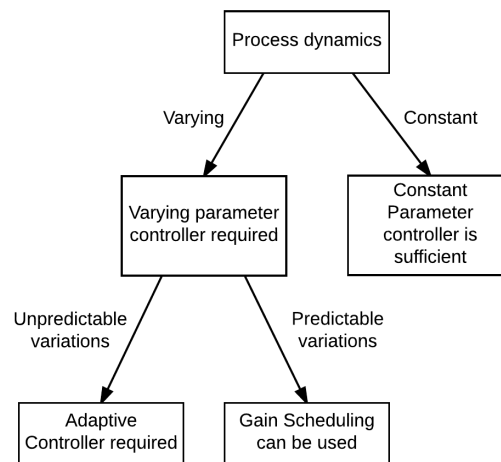 Process dynamics
Varying
Constant
Varying parameter
controller required
Constant
Parameter
controller is
sufficient
Unpredictable
variations
Predictable
variations
Adaptive
Controller required
Gain Scheduling
can be used